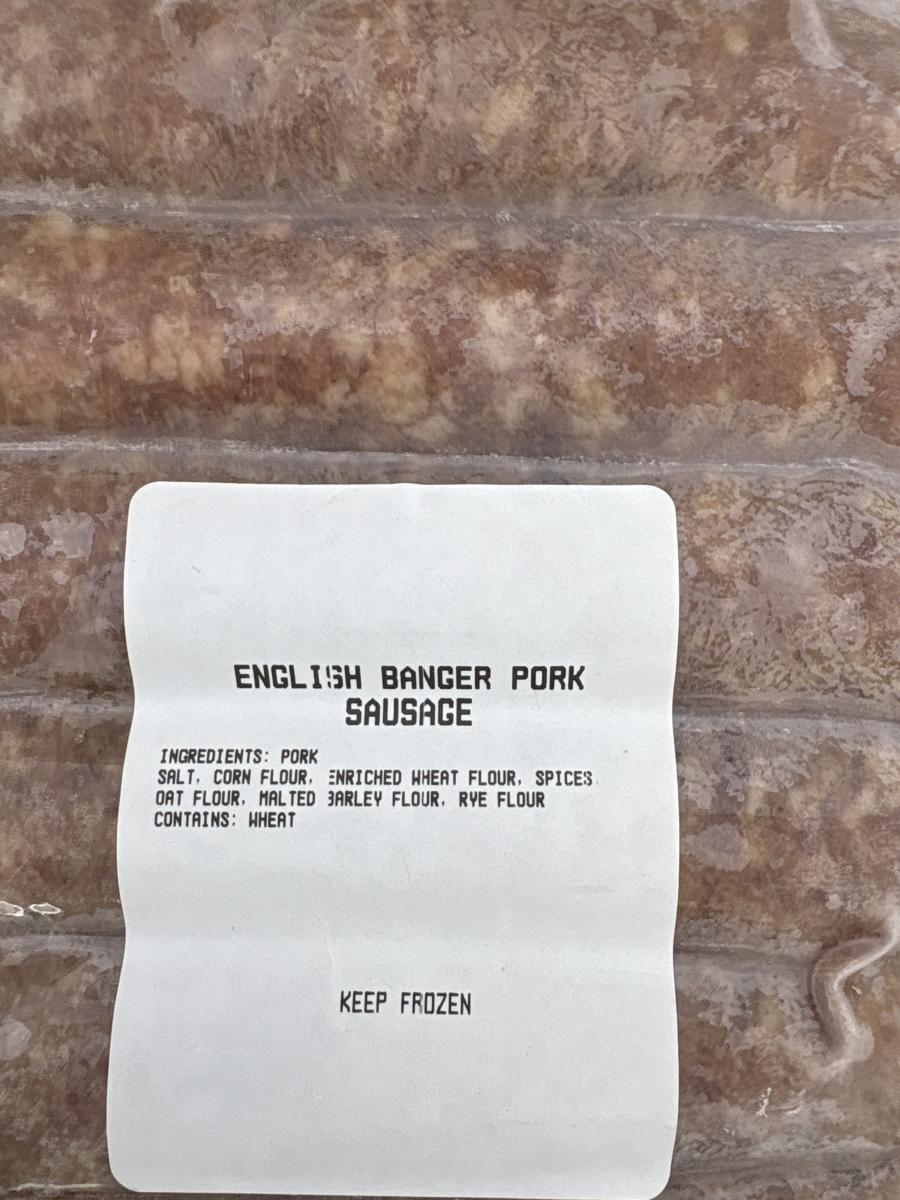 ENGLISH BANGER PORK
SAUSAGE
INGREDIENTS: PORK
SALT, CORN FLOUR, ENRICHED WHEAT FLOUR, SPICES,
OAT FLOUR, MALTED BARLEY FLOUR, RYE FLOUR
CONTAINS: WHEAT
KEEP FROZEN